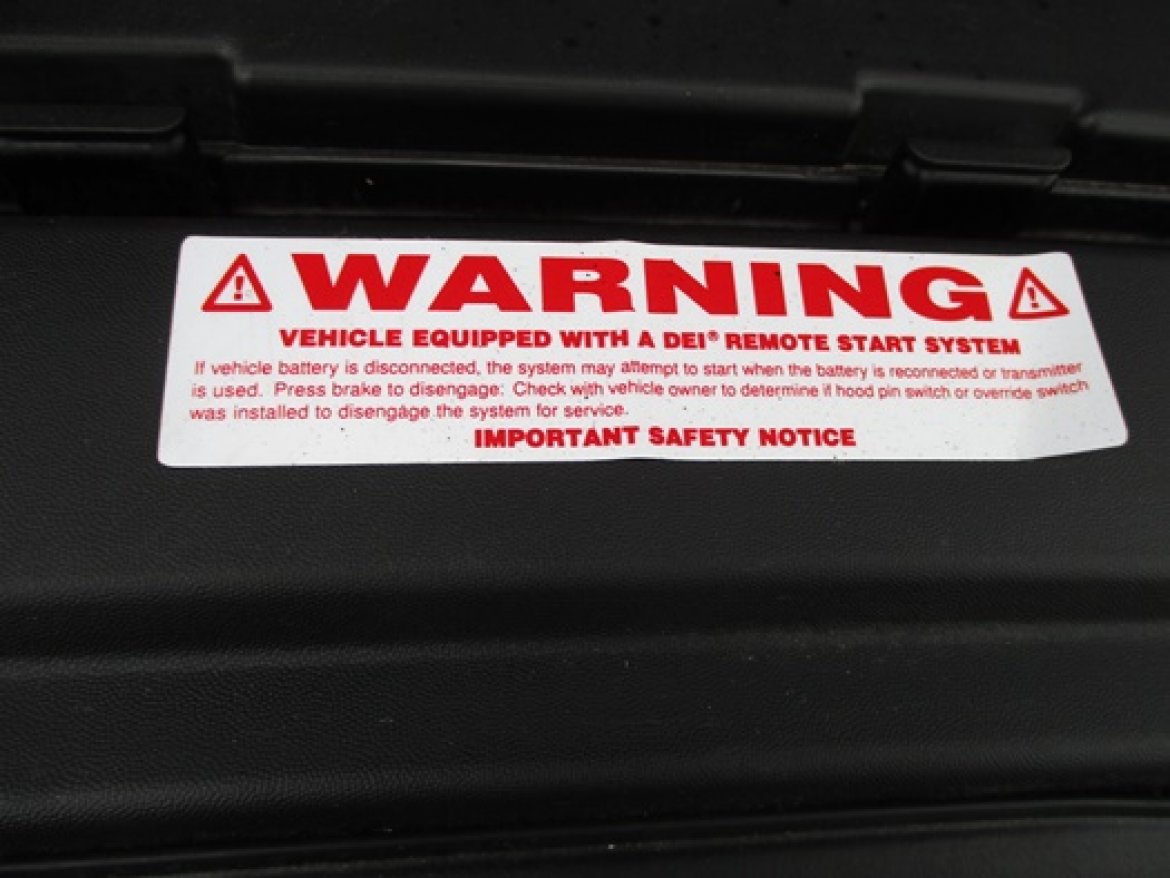 WARNING
VEHICLE EQUIPPED WITH A DEI® REMOTE START SYSTEM
If vehicle battery is disconnected, the system may attempt to start when the battery is reconnected or transmitter
is used. Press brake to disengage. Check with vehicle owner to determine if hood pin switch or override switch
was installed to disengage the system for service.
IMPORTANT SAFETY NOTICE